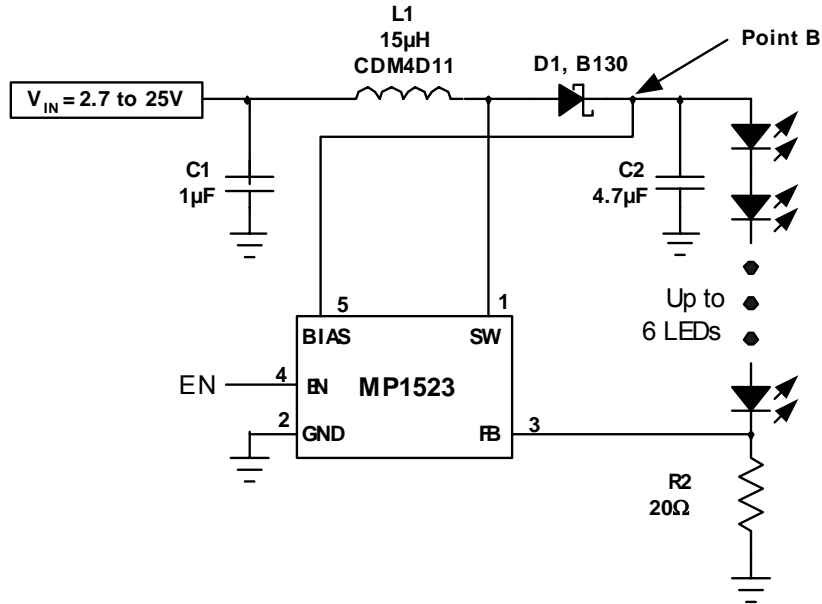 L1
15µH
CDM4D11
D1, B130
Point B
V_IN = 2.7 to 25V
C1
1µF
C2
4.7µF
5
1
BIAS
SW
Up to
6 LEDs
EN
4
EN
MP1523
2
GND
FB
3
R2
20Ω